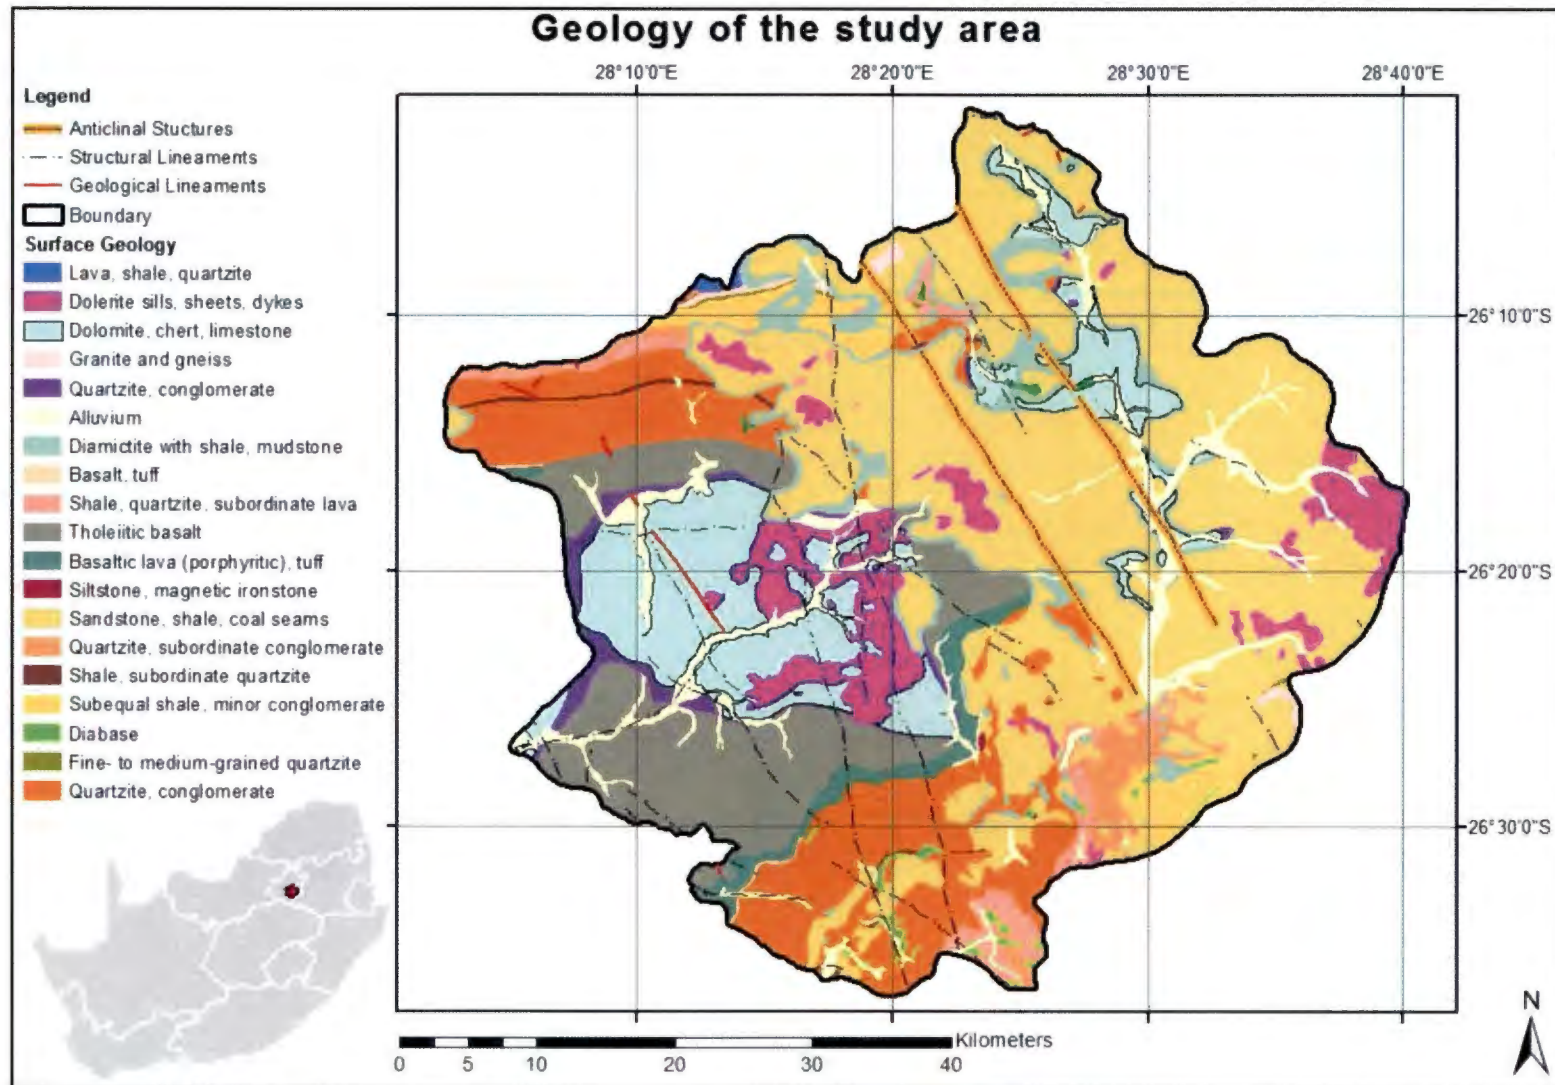 Geology of the study area
28°10'0"E
28°20'0"E
28°30'0"E
28°40'0"E
Legend
Anticlinal Stuctures
Structural Lineaments
Geological Lineaments
Boundary
Surface Geology
Lava, shale, quartzite
Dolerite sills, sheets, dykes
Dolomite, chert, limestone
Granite and gneiss
Quartzite, conglomerate
Alluvium
Diamictite with shale, mudstone
Basalt, tuff
Shale, quartzite, subordinate lava
Tholeiitic basalt
Basaltic lava (porphyritic), tuff
Siltstone, magnetic ironstone
Sandstone, shale, coal seams
Quartzite, subordinate conglomerate
Shale, subordinate quartzite
Subequal shale, minor conglomerate
Diabase
Fine- to medium-grained quartzite
Quartzite, conglomerate
26°10'0"S
26°20'0"S
26°30'0"S
Kilometers
0 5 10 20 30 40
N